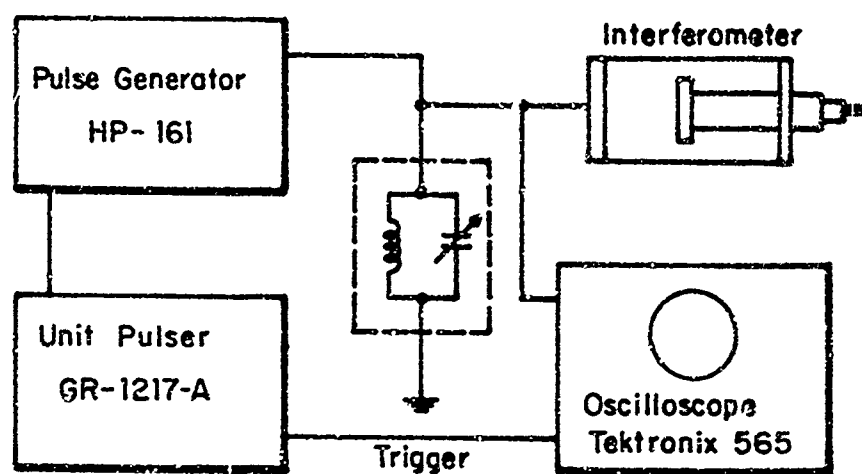 Interferometer
Pulse Generator
HP-161
Unit Pulser
GR-1217-A
Oscilloscope
Tektronix 565
Trigger